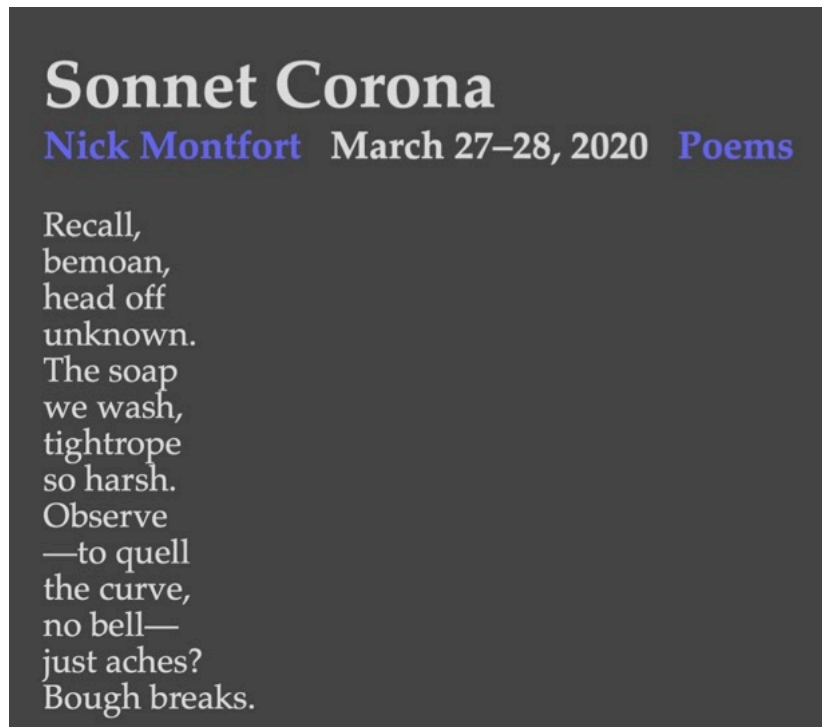 Sonnet Corona
Nick Montfort March 27–28, 2020 Poems
Recall,
bemoan,
head off
unknown.
The soap
we wash,
tightrope
so harsh.
Observe
—to quell
the curve,
no bell—
just aches?
Bough breaks.